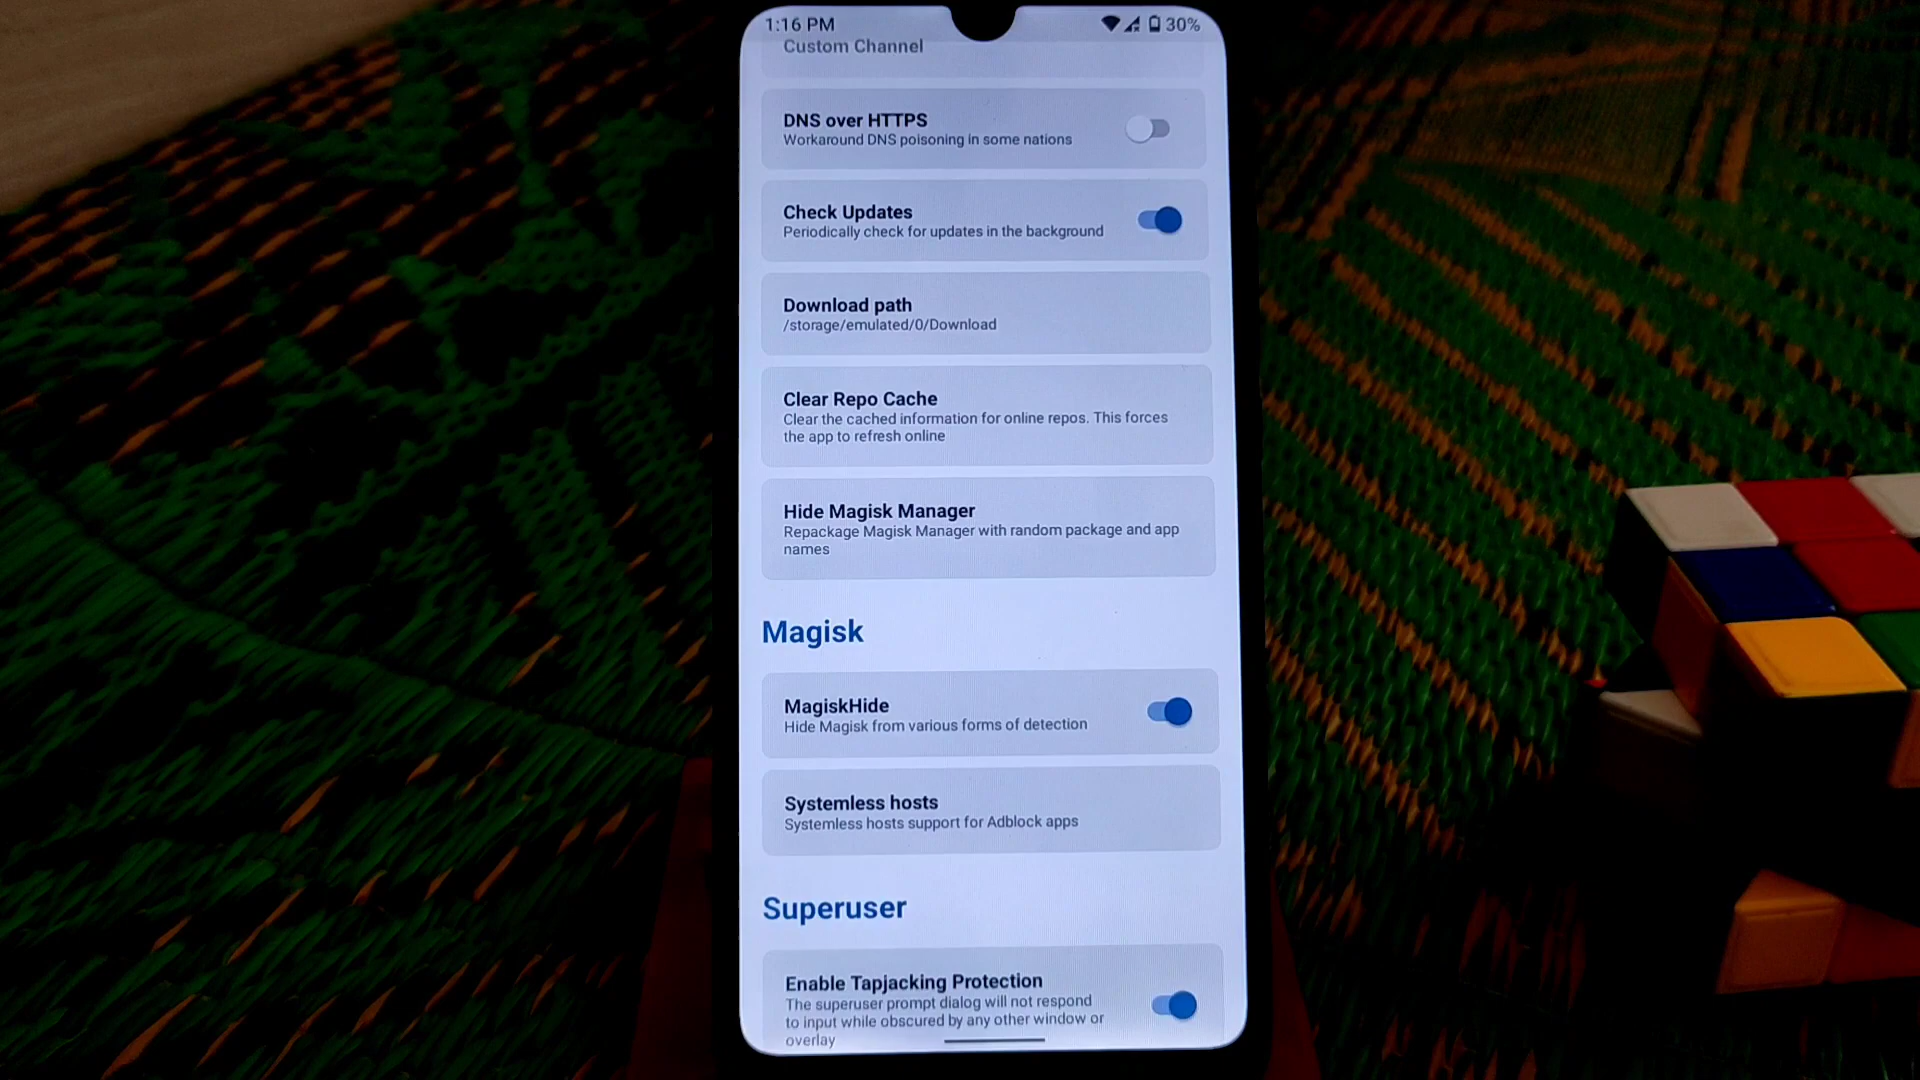 1:16 PM
30%
Custom Channel
DNS over HTTPS
Workaround DNS poisoning in some nations
Check Updates
Periodically check for updates in the background
Download path
/storage/emulated/0/Download
Clear Repo Cache
Clear the cached information for online repos. This forces
the app to refresh online
Hide Magisk Manager
Repackage Magisk Manager with random package and app
names
Magisk
MagiskHide
Hide Magisk from various forms of detection
Systemless hosts
Systemless hosts support for Adblock apps
Superuser
Enable Tapjacking Protection
The superuser prompt dialog will not respond
to input while obscured by any other window or
overlay